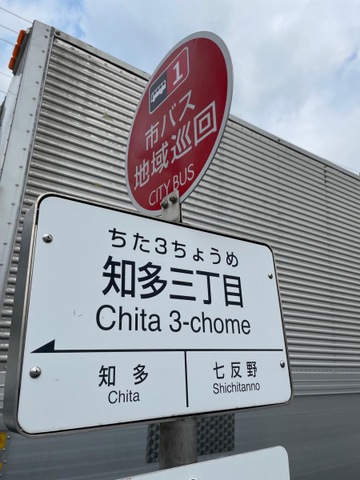 1
市バス
地域巡回
CITY BUS
ちた3ちょうめ
知多三丁目
Chita 3-chome
知多
Chita
七反野
Shichitanno